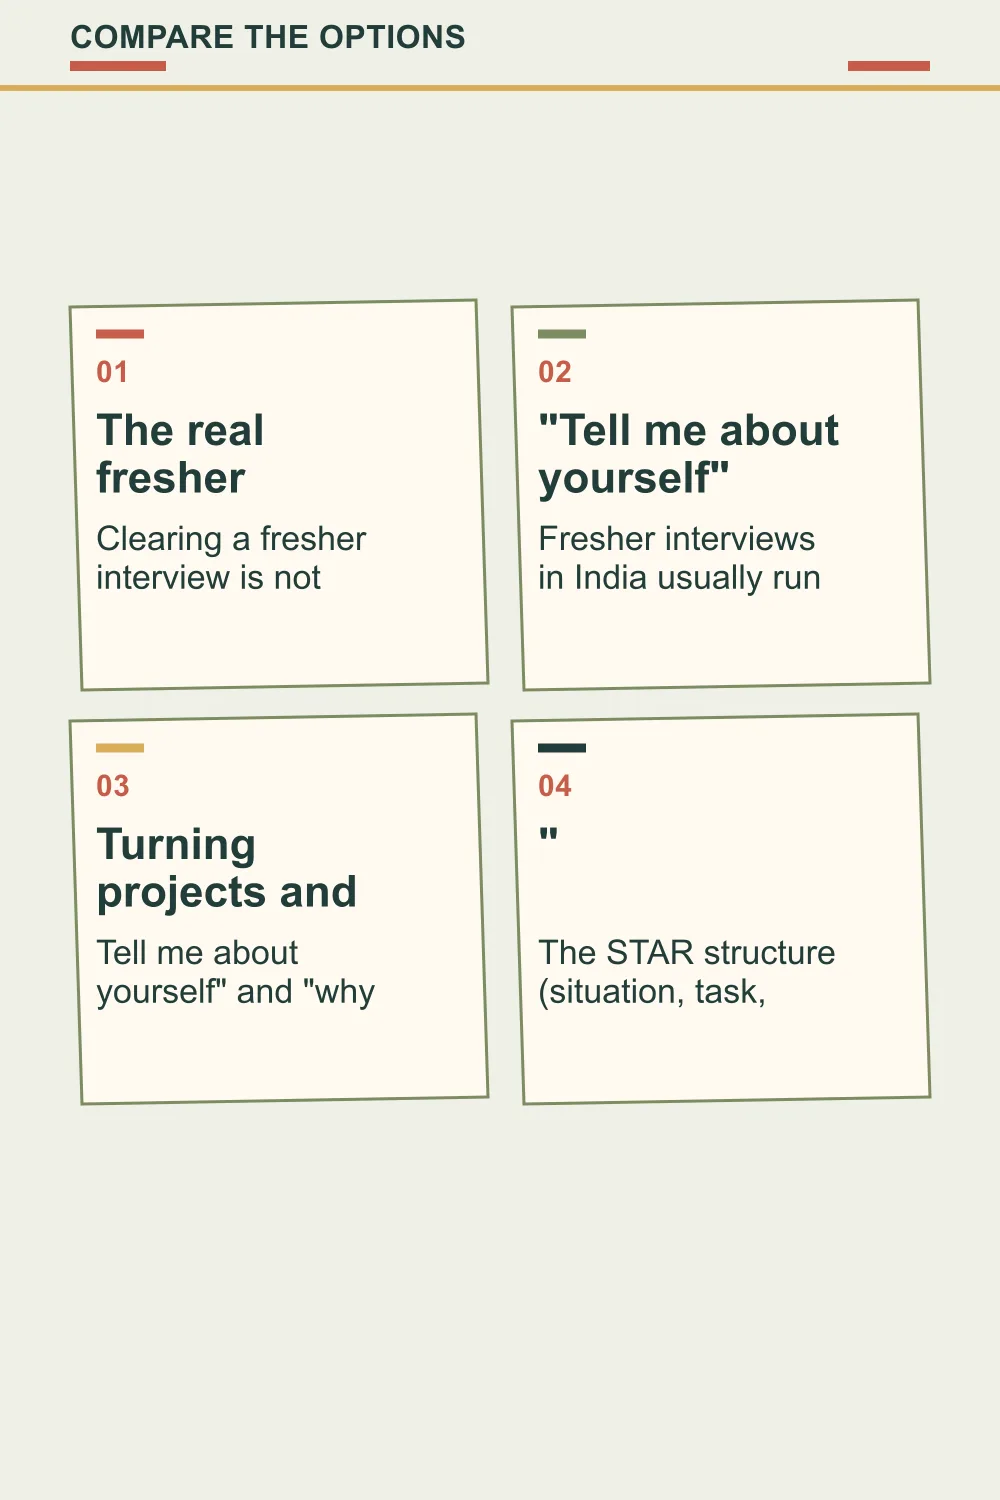 COMPARE THE OPTIONS
01
The real
fresher
Clearing a fresher
interview is not
02
"Tell me about
yourself"
Fresher interviews
in India usually run
03
Turning
projects and
Tell me about
yourself" and "why
04
"
The STAR structure
(situation, task,